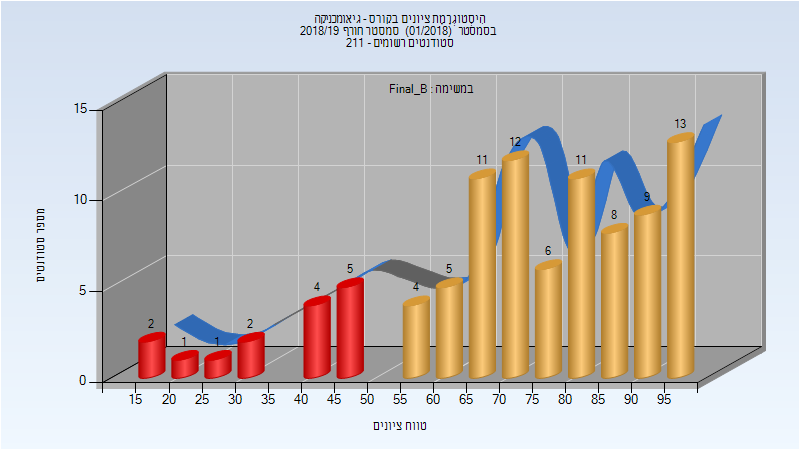 היסטוגרמת ציונים בקורס - גיאומכניקה
בסמסטר (01/2018) סמסטר חורף 2018/19
סטודנטים רשומים - 211
במשימה : Final_B
מספר סטודנטים
15
10
5
0
2
1
1
2
4
5
4
5
11
12
6
11
8
9
13
15 20 25 30 35 40 45 50 55 60 65 70 75 80 85 90 95
טווח ציונים